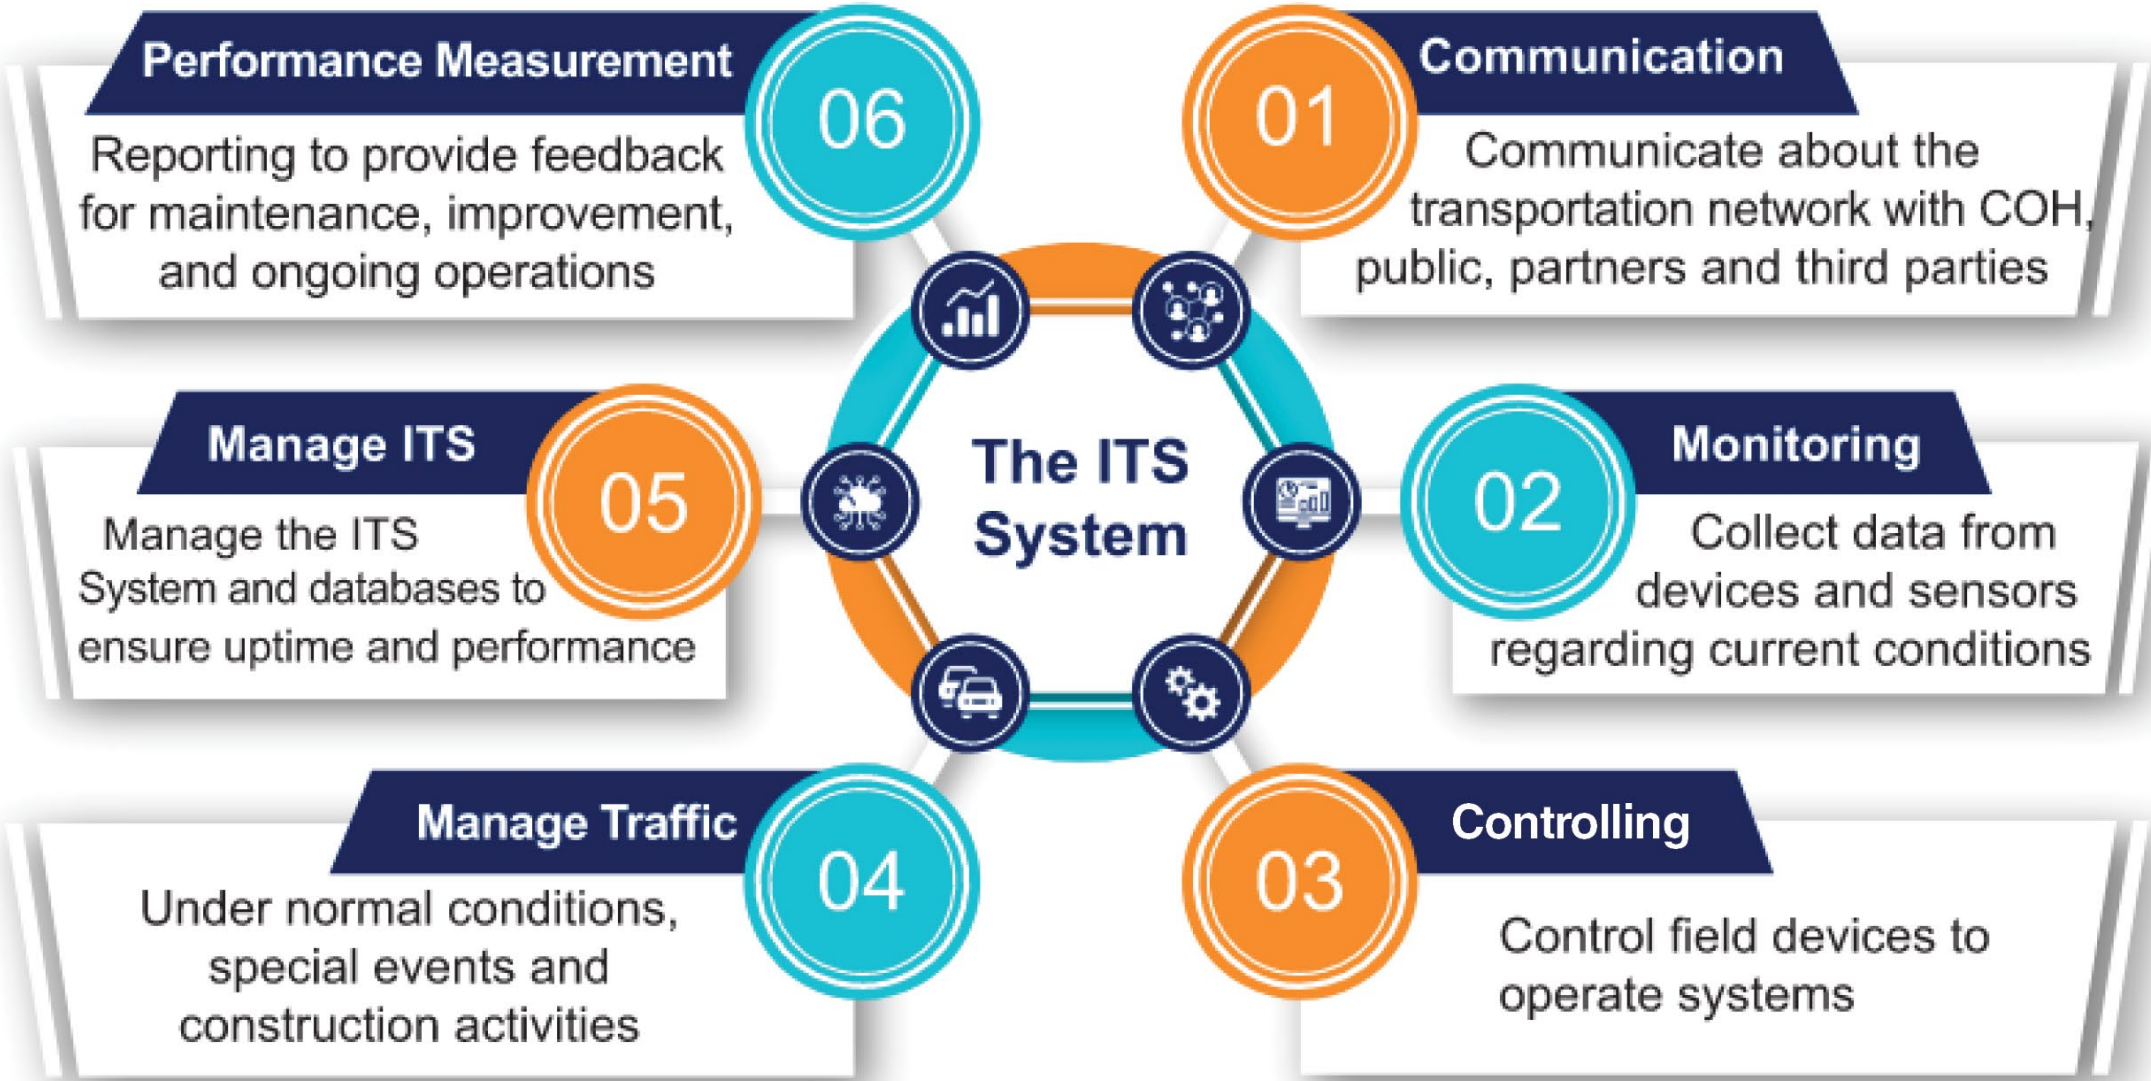 The ITS
System
01
Communication
Communicate about the
transportation network with COH,
public, partners and third parties
02
Monitoring
Collect data from
devices and sensors
regarding current conditions
03
Controlling
Control field devices to
operate systems
04
Manage Traffic
Under normal conditions,
special events and
construction activities
05
Manage ITS
Manage the ITS
System and databases to
ensure uptime and performance
06
Performance Measurement
Reporting to provide feedback
for maintenance, improvement,
and ongoing operations